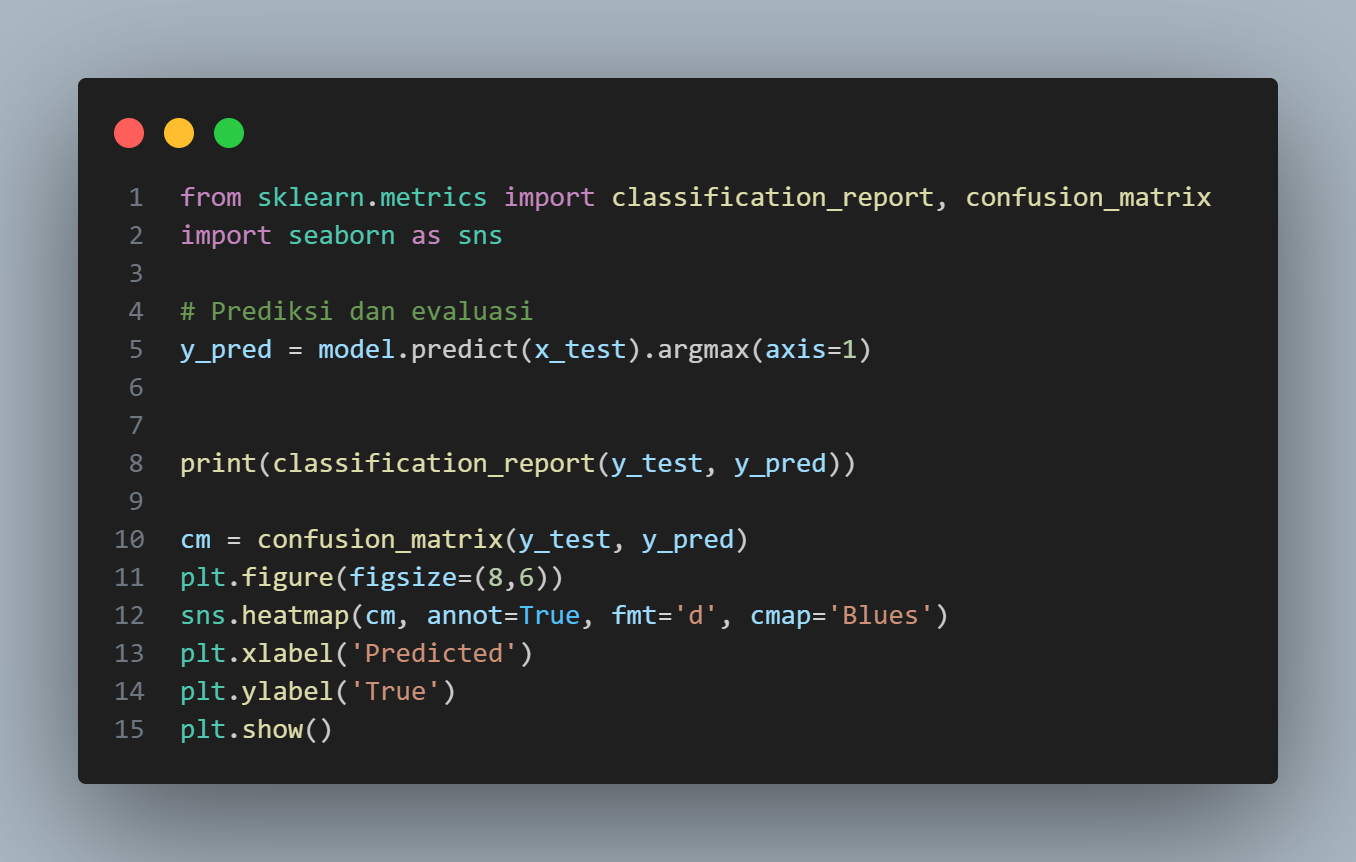 1 from sklearn.metrics import classification_report, confusion_matrix
2 import seaborn as sns
3
4 # Prediksi dan evaluasi
5 y_pred = model.predict(x_test).argmax(axis=1)
6
7
8 print(classification_report(y_test, y_pred))
9
10 cm = confusion_matrix(y_test, y_pred)
11 plt.figure(figsize=(8,6))
12 sns.heatmap(cm, annot=True, fmt='d', cmap='Blues')
13 plt.xlabel('Predicted')
14 plt.ylabel('True')
15 plt.show()